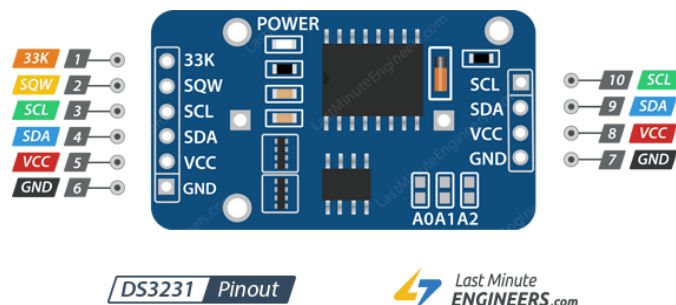 POWER
33K 1
SQW 2
SCL 3
SDA 4
VCC 5
GND 6
33K
SQW
SCL
SDA
VCC
GND
SCL
SDA
VCC
GND
10 SCL
9 SDA
8 VCC
7 GND
A0A1A2
LastMinuteEngineers.com
DS3231 Pinout
Last Minute
ENGINEERS.com